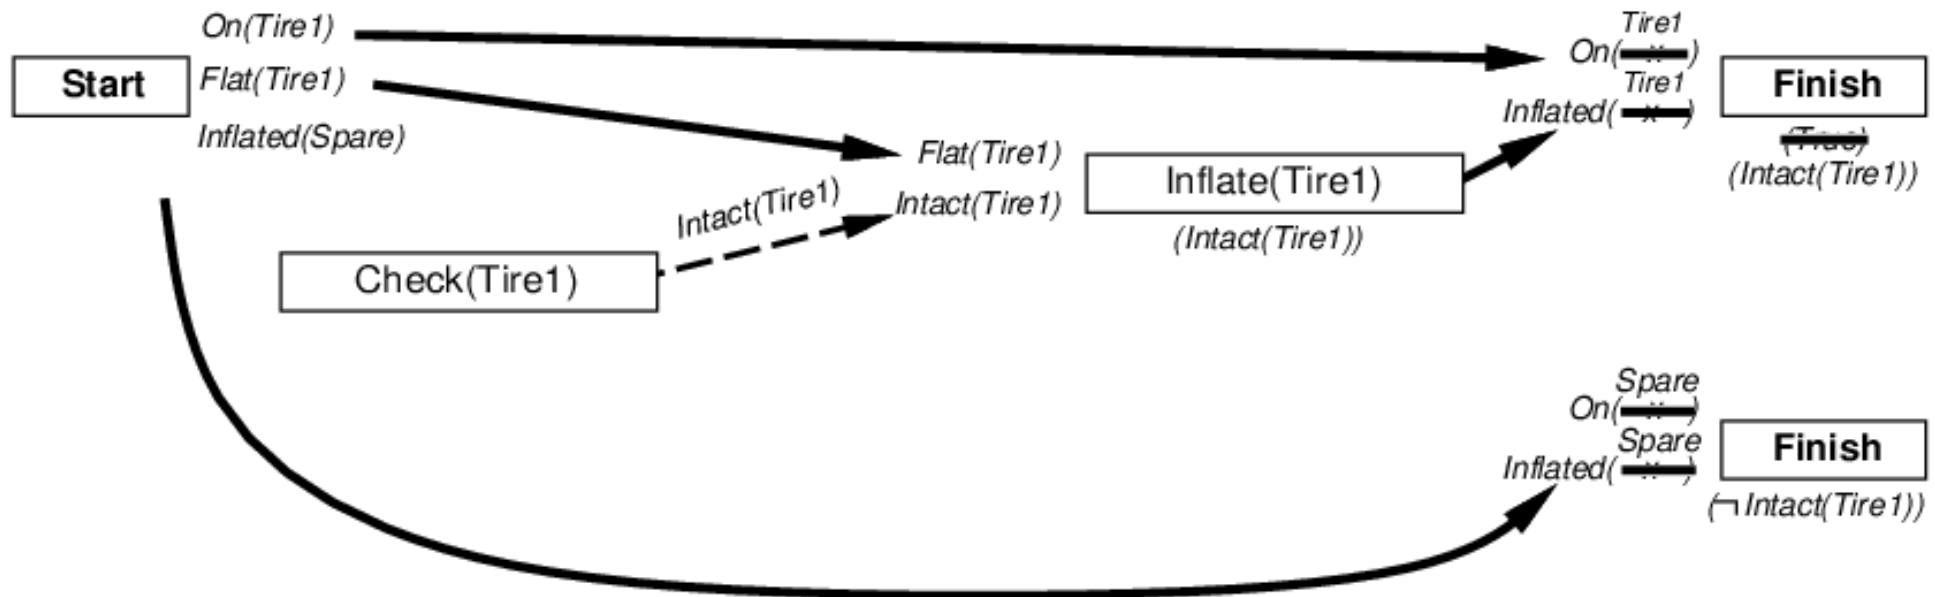 On(Tire1)
Start
Flat(Tire1)
Inflated(Spare)
Tire1
On( x )
Tire1
Inflated( x )
Finish
(True)
(Intact(Tire1))
Flat(Tire1)
Intact(Tire1)
Inflate(Tire1)
(Intact(Tire1))
Intact(Tire1)
Check(Tire1)
Spare
On( x )
Spare
Inflated( x )
Finish
(¬ Intact(Tire1))